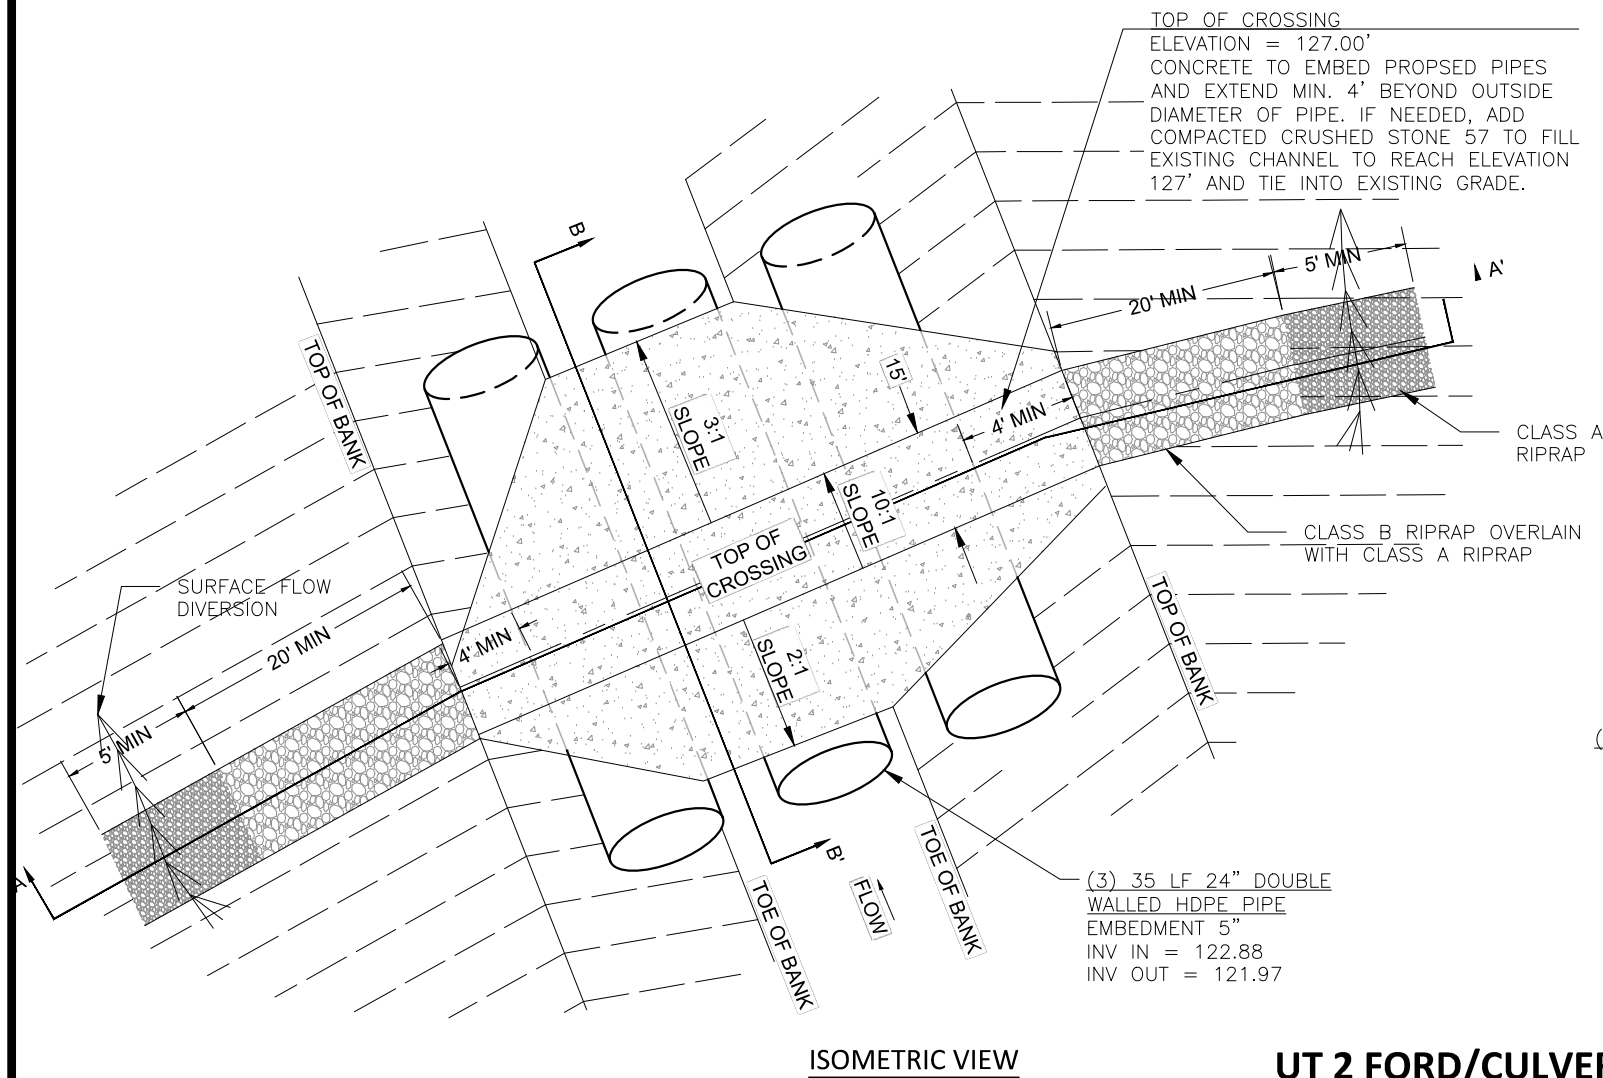 TOP OF CROSSING
ELEVATION = 127.00'
CONCRETE TO EMBED PROPSED PIPES
AND EXTEND MIN. 4' BEYOND OUTSIDE
DIAMETER OF PIPE. IF NEEDED, ADD
COMPACTED CRUSHED STONE 57 TO FILL
EXISTING CHANNEL TO REACH ELEVATION
127' AND TIE INTO EXISTING GRADE.
B
5' MIN
A'
20' MIN
TOP OF BANK
15'
3:1
SLOPE
4' MIN
CLASS A
RIPRAP
10:1
SLOPE
CLASS B RIPRAP OVERLAIN
WITH CLASS A RIPRAP
TOP OF
CROSSING
SURFACE FLOW
DIVERSION
20' MIN
4' MIN
2:1
SLOPE
TOP OF BANK
5' MIN
A
B'
TOE OF BANK
FLOW
TOE OF BANK
(3) 35 LF 24" DOUBLE
WALLED HDPE PIPE
EMBEDMENT 5"
INV IN = 122.88
INV OUT = 121.97
(
ISOMETRIC VIEW
UT 2 FORD/CULVE